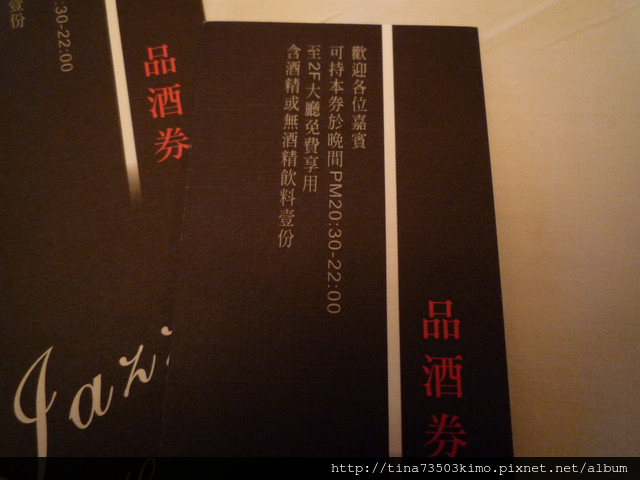 品酒券
歡迎各位嘉賓
可持本券於晚間PM20:30-22:00
至2F大廳免費享用
含酒精或無酒精飲料壹份
品酒券
:30-22:00
壹份
Jazz
http://tina73503kimo.pixnet.net/album